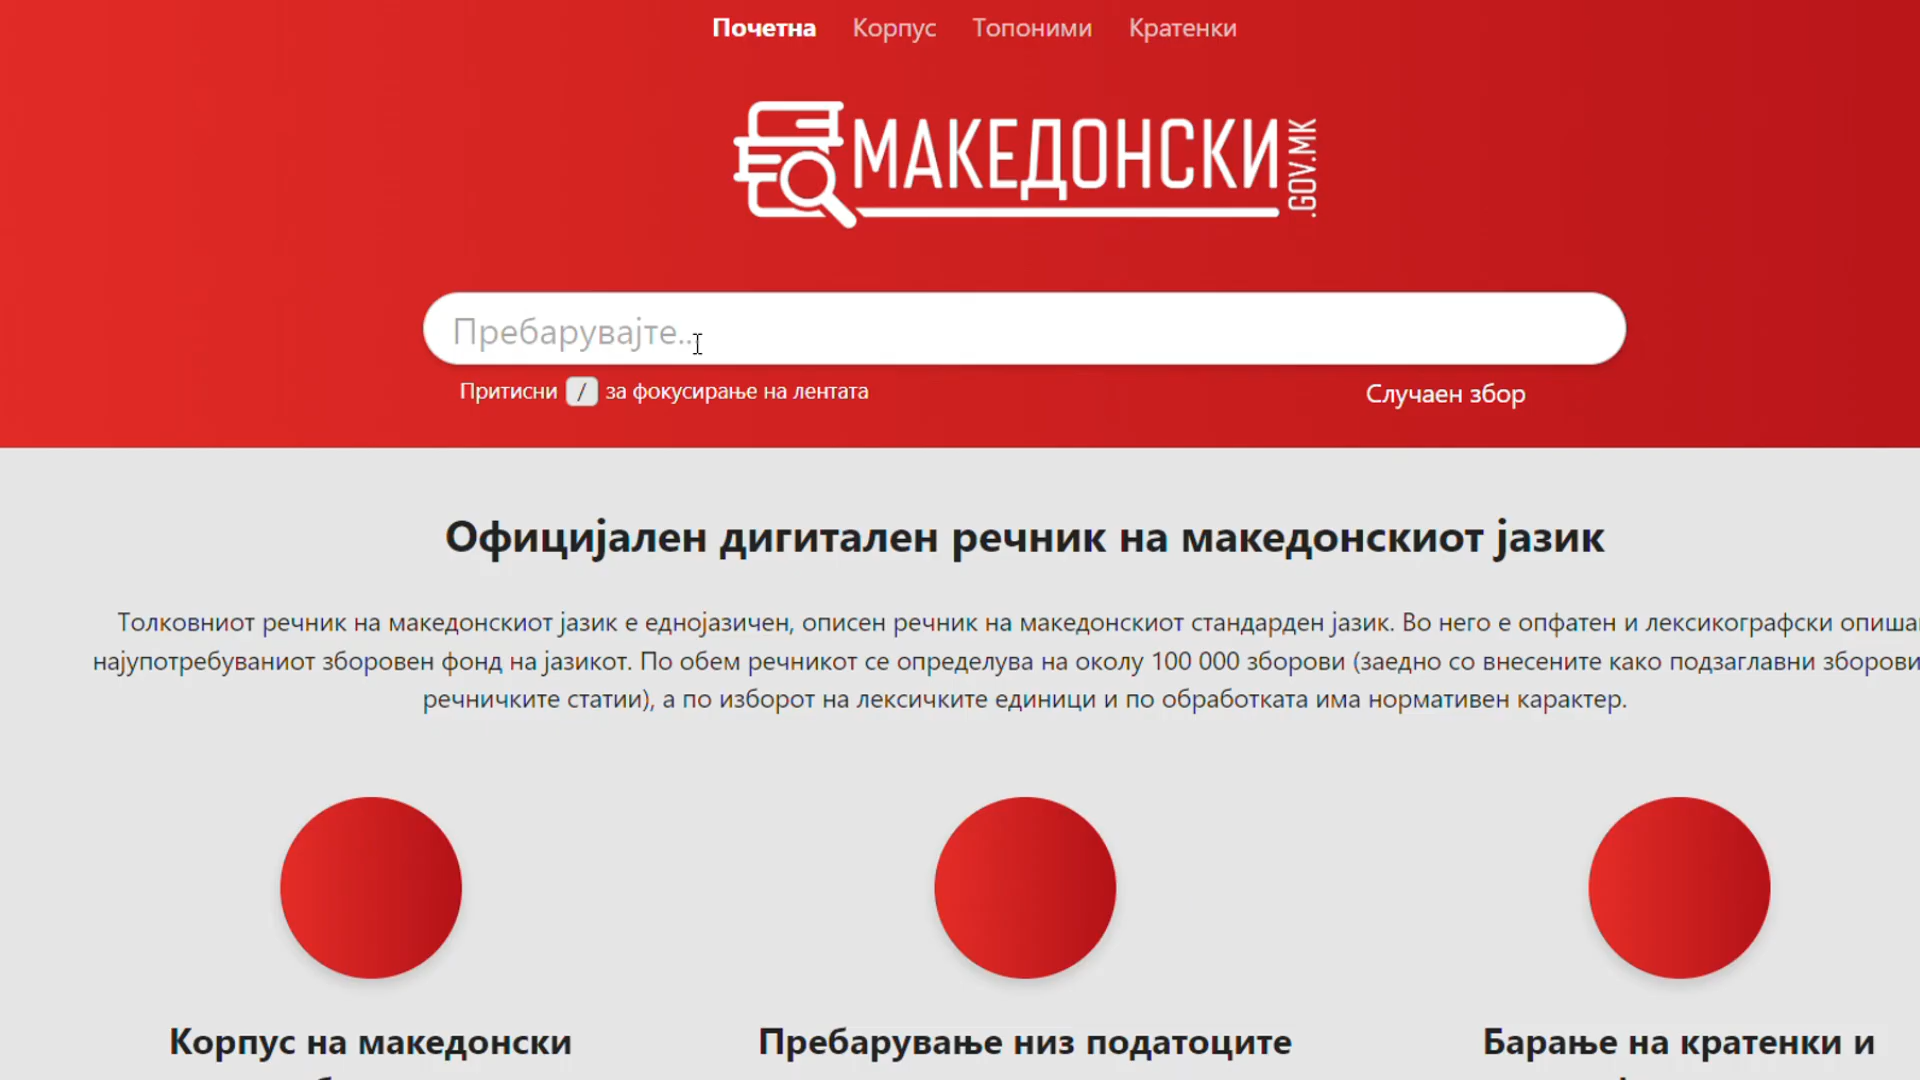 Почетна Корпус Топоними Кратенки
МАКЕДОНСКИ .GOV.MK
Пребарувајте...
Притисни / за фокусирање на лентата
Случаен збор
Официјален дигитален речник на македонскиот јазик
Толковниот речник на македонскиот јазик е еднојазичен, описен речник на македонскиот стандарден јазик. Во него е опфатен и лексикографски опиша
најупотребуваниот зборовен фонд на јазикот. По обем речникот се определува на околу 100 000 зборови (заедно со внесените како подзаглавни зборови
речничките статии), а по изборот на лексичките единици и по обработката има нормативен карактер.
Корпус на македонски
Пребарување низ податоците
Барање на кратенки и